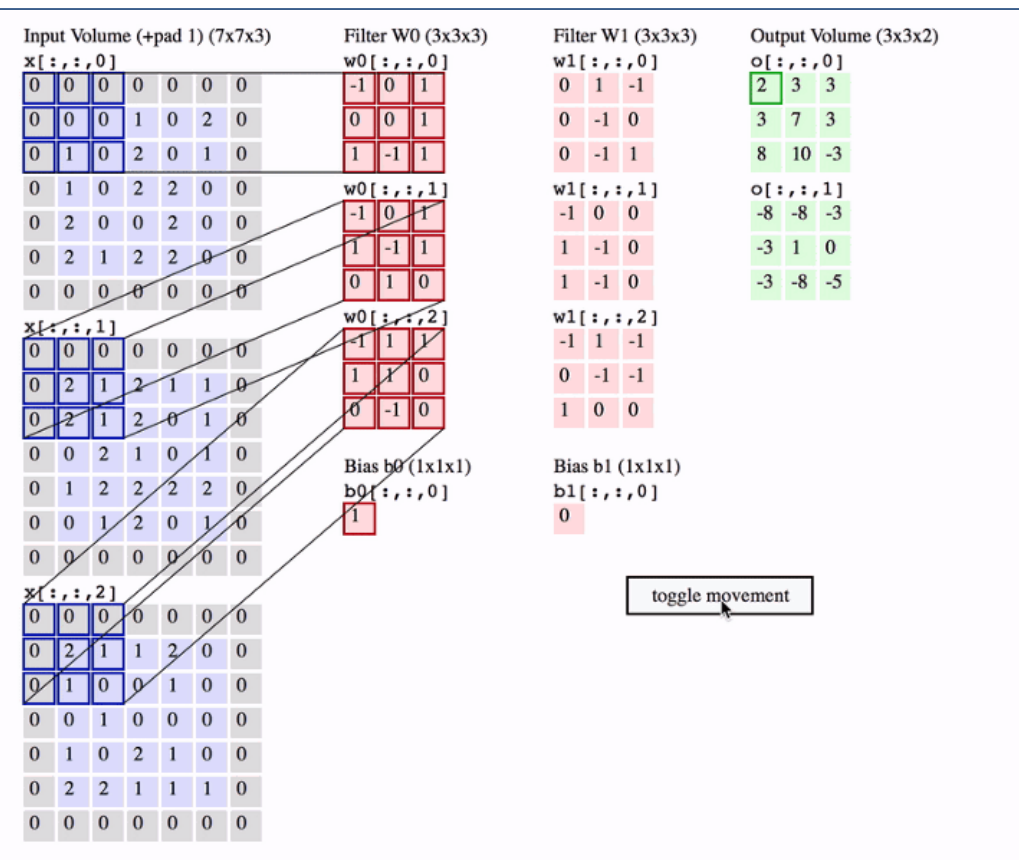 Input Volume (+pad 1) (7x7x3)
x[:,:,0]
0 0 0 0 0 0 0
0 0 0 1 0 2 0
0 1 0 2 0 1 0
0 1 0 2 2 0 0
0 2 0 0 2 0 0
0 2 1 2 2 0 0
0 0 0 0 0 0 0
x[:,:,1]
0 0 0 0 0 0 0
0 2 1 2 1 1 0
0 2 1 2 0 1 0
0 0 2 1 0 1 0
0 1 2 2 2 2 0
0 0 1 2 0 1 0
0 0 0 0 0 0 0
x[:,:,2]
0 0 0 0 0 0 0
0 2 1 1 2 0 0
0 1 0 0 1 0 0
0 0 1 0 0 0 0
0 1 0 2 1 0 0
0 2 2 1 1 1 0
0 0 0 0 0 0 0
Filter W0 (3x3x3)
w0[:,:,0]
-1 0 1
0 0 1
1 -1 1
w0[:,:,1]
-1 0 1
1 -1 1
0 1 0
w0[:,:,2]
-1 1 1
1 1 0
0 -1 0
Bias b0 (1x1x1)
b0[:,:,0]
1
Filter W1 (3x3x3)
w1[:,:,0]
0 1 -1
0 -1 0
0 -1 1
w1[:,:,1]
-1 0 0
1 -1 0
1 -1 0
w1[:,:,2]
-1 1 -1
0 -1 -1
1 0 0
Bias b1 (1x1x1)
b1[:,:,0]
0
Output Volume (3x3x2)
o[:,:,0]
2 3 3
3 7 3
8 10 -3
o[:,:,1]
-8 -8 -3
-3 1 0
-3 -8 -5
toggle movement